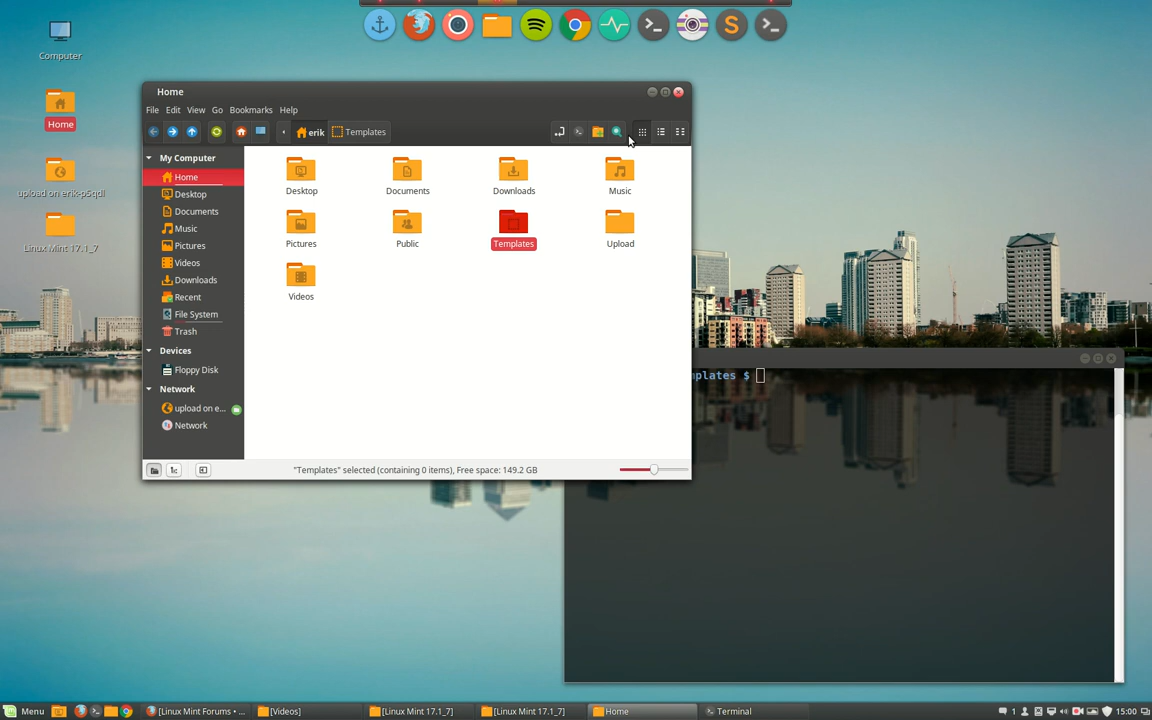 Computer
Home
upload on erik-p5qdl
Linux Mint 17.1_7
Home
File Edit View Go Bookmarks Help
erik Templates
My Computer
Home
Desktop
Documents
Music
Pictures
Videos
Downloads
Recent
File System
Trash
Devices
Floppy Disk
Network
upload on e...
Network
Desktop Documents Downloads Music
Pictures Public Templates Upload
Videos
"Templates" selected (containing 0 items), Free space: 149.2 GB
mplates $
Menu [Linux Mint Forums • ... [Videos] [Linux Mint 17.1_7] [Linux Mint 17.1_7] Home Terminal 1 15:00